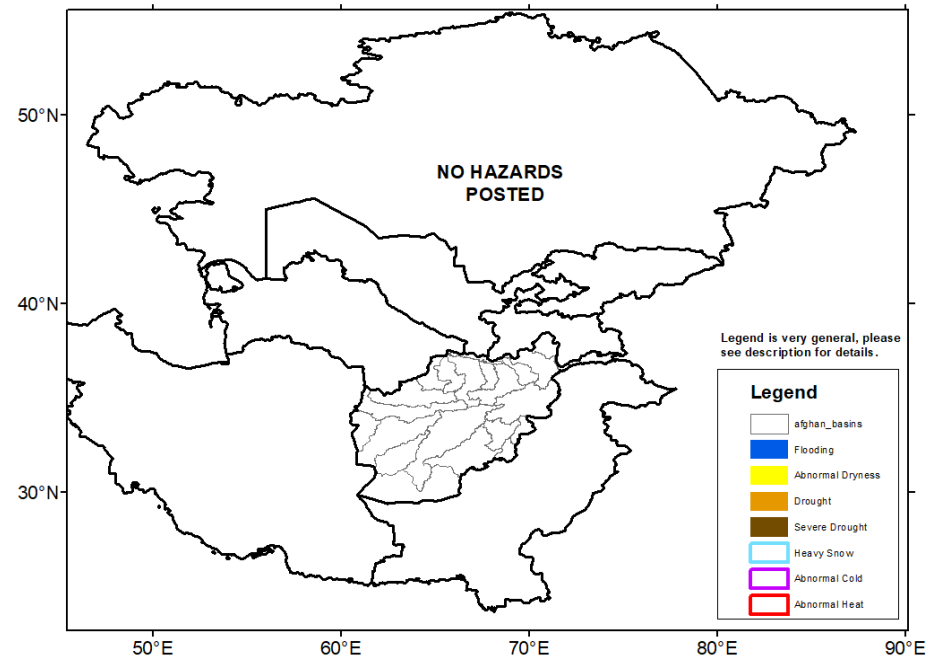 50°N
40°N
30°N
NO HAZARDS
POSTED
Legend is very general, please
see description for details.
Legend
afghan_basins
Flooding
Abnormal Dryness
Drought
Severe Drought
Heavy Snow
Abnormal Cold
Abnormal Heat
50°E 60°E 70°E 80°E 90°E